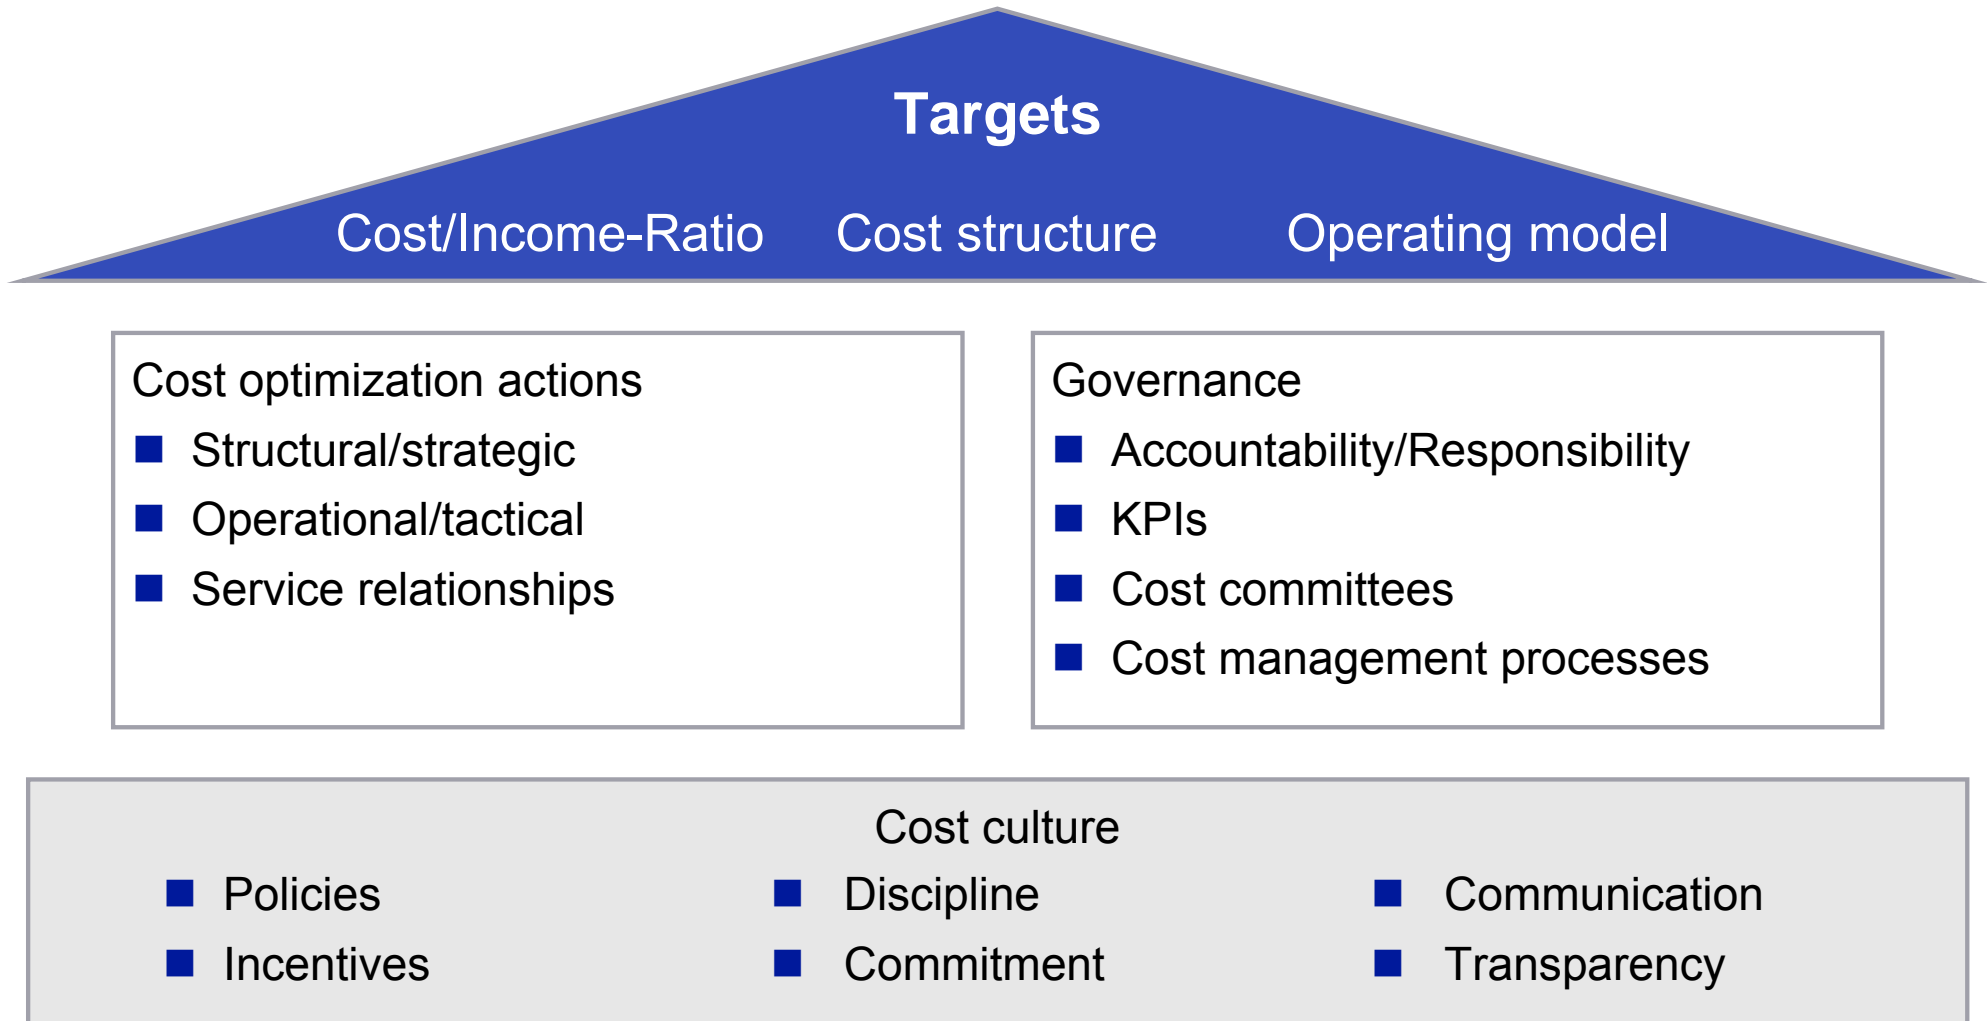 Targets
Cost/Income-Ratio Cost structure Operating model
Cost optimization actions
Structural/strategic
Operational/tactical
Service relationships
Governance
Accountability/Responsibility
KPIs
Cost committees
Cost management processes
Cost culture
Policies Discipline Communication
Incentives Commitment Transparency